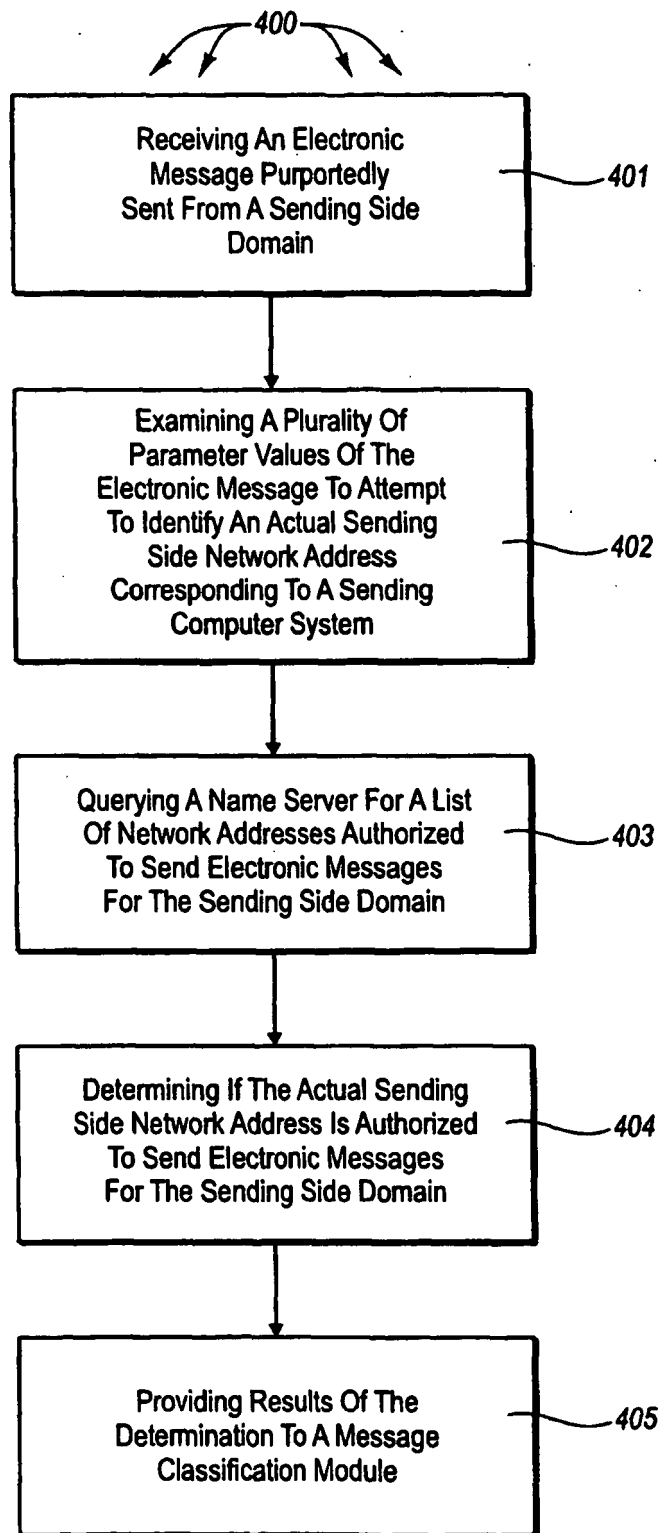 400
Receiving An Electronic
Message Purportedly
Sent From A Sending Side
Domain
401
Examining A Plurality Of
Parameter Values Of The
Electronic Message To Attempt
To Identify An Actual Sending
Side Network Address
Corresponding To A Sending
Computer System
402
Querying A Name Server For A List
Of Network Addresses Authorized
To Send Electronic Messages
For The Sending Side Domain
403
Determining If The Actual Sending
Side Network Address Is Authorized
To Send Electronic Messages
For The Sending Side Domain
404
Providing Results Of The
Determination To A Message
Classification Module
405